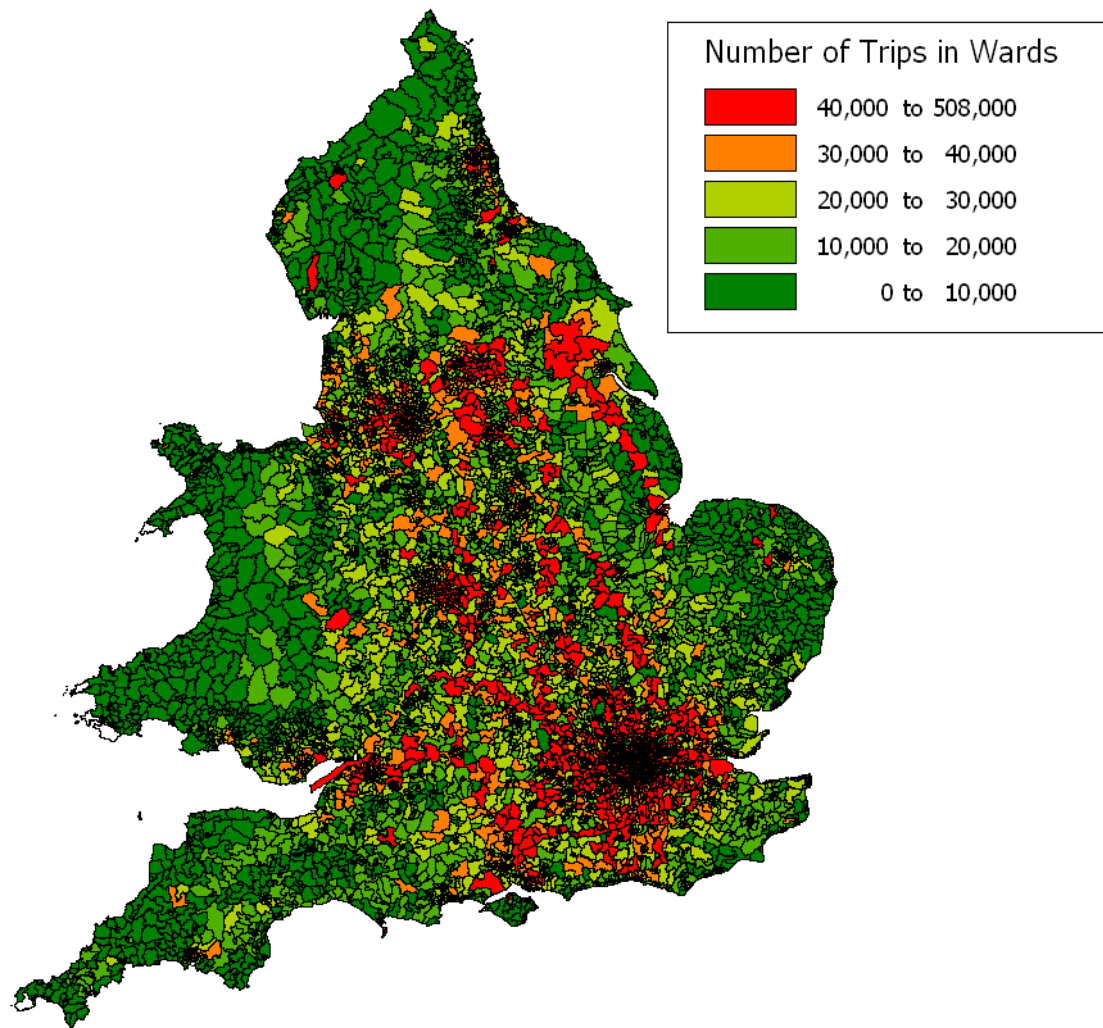 Number of Trips in Wards
40,000 to 508,000
30,000 to 40,000
20,000 to 30,000
10,000 to 20,000
0 to 10,000